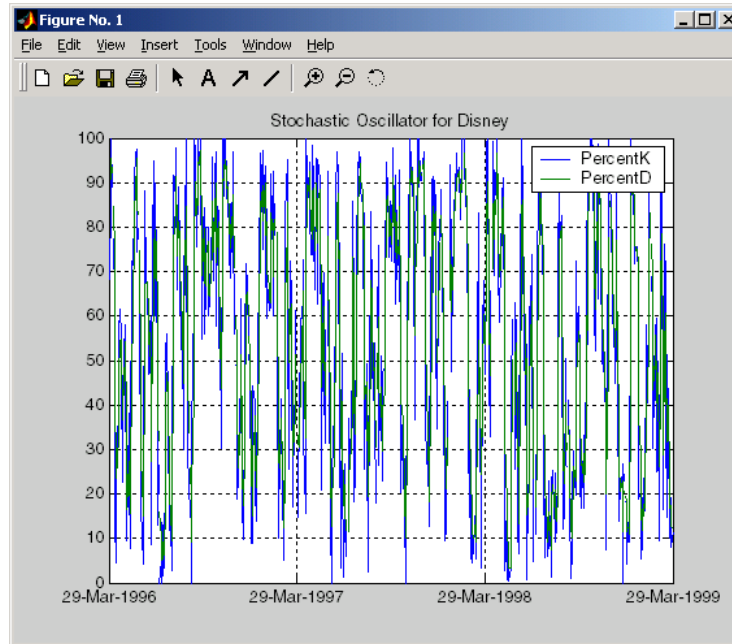 Figure No. 1
File Edit View Insert Tools Window Help
A
Stochastic Oscillator for Disney
100
90
80
70
60
50
40
30
20
10
0
PercentK
PercentD
29-Mar-1996 29-Mar-1997 29-Mar-1998 29-Mar-1999